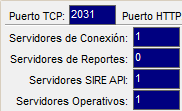 Puerto TCP: 2031 Puerto HTTP
Servidores de Conexión: 1
Servidores de Reportes: 0
Servidores SIRE API: 1
Servidores Operativos: 1